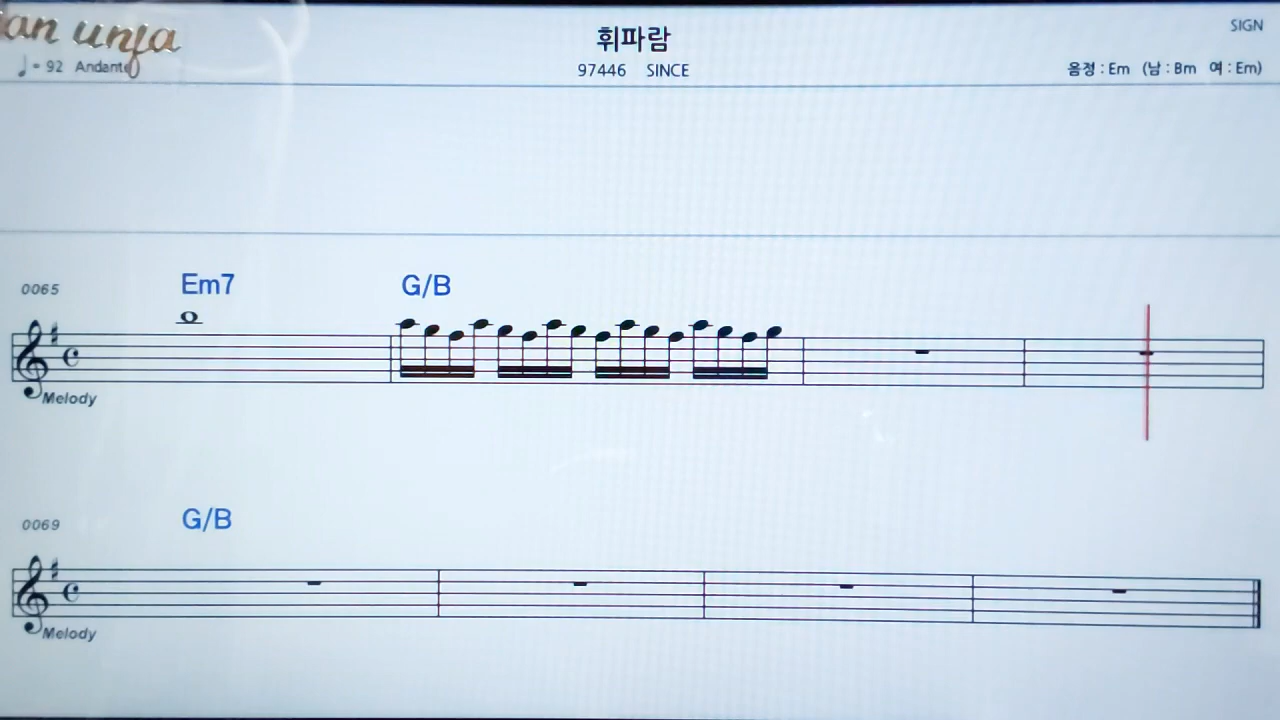 an unja
휘파람
SIGN
♩ = 92 Andante
97446 SINCE
음정 : Em (남 : Bm 여 : Em)
0065
Em7 G/B
Melody
0069
G/B
Melody